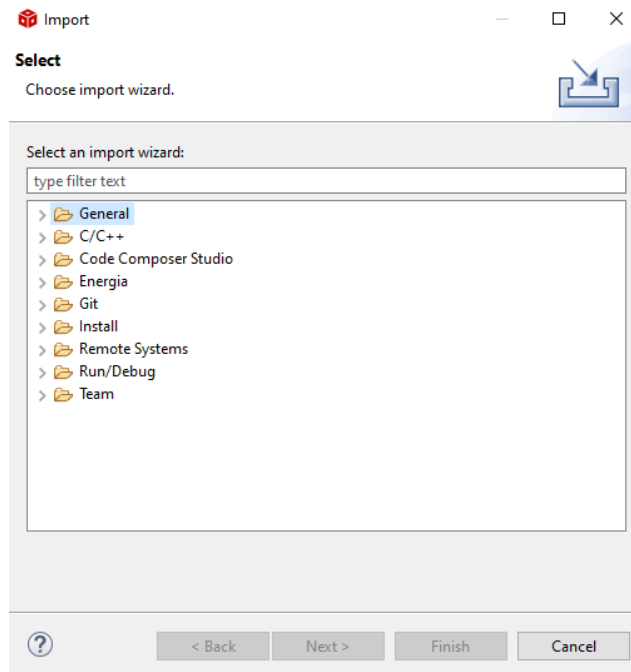 Import
Select
Choose import wizard.
Select an import wizard:
type filter text
General
C/C++
Code Composer Studio
Energia
Git
Install
Remote Systems
Run/Debug
Team
?
< Back
Next >
Finish
Cancel